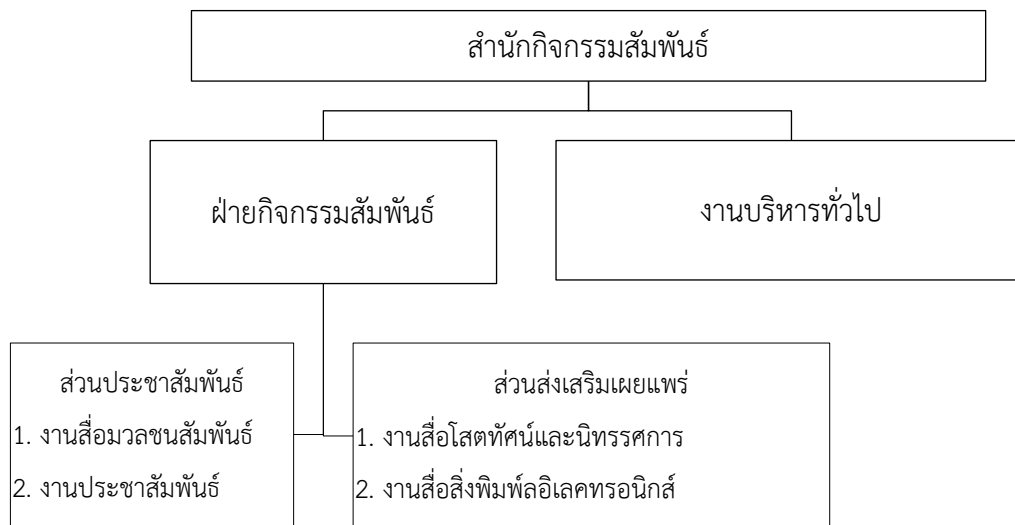 สำนักกิจกรรมสัมพันธ์
ฝ่ายกิจกรรมสัมพันธ์
งานบริหารทั่วไป
ส่วนประชาสัมพันธ์
1. งานสื่อมวลชนสัมพันธ์
2. งานประชาสัมพันธ์
ส่วนส่งเสริมเผยแพร่
1. งานสื่อโสตทัศน์และนิทรรศการ
2. งานสื่อสิ่งพิมพ์ลอิเลคทรอนิกส์